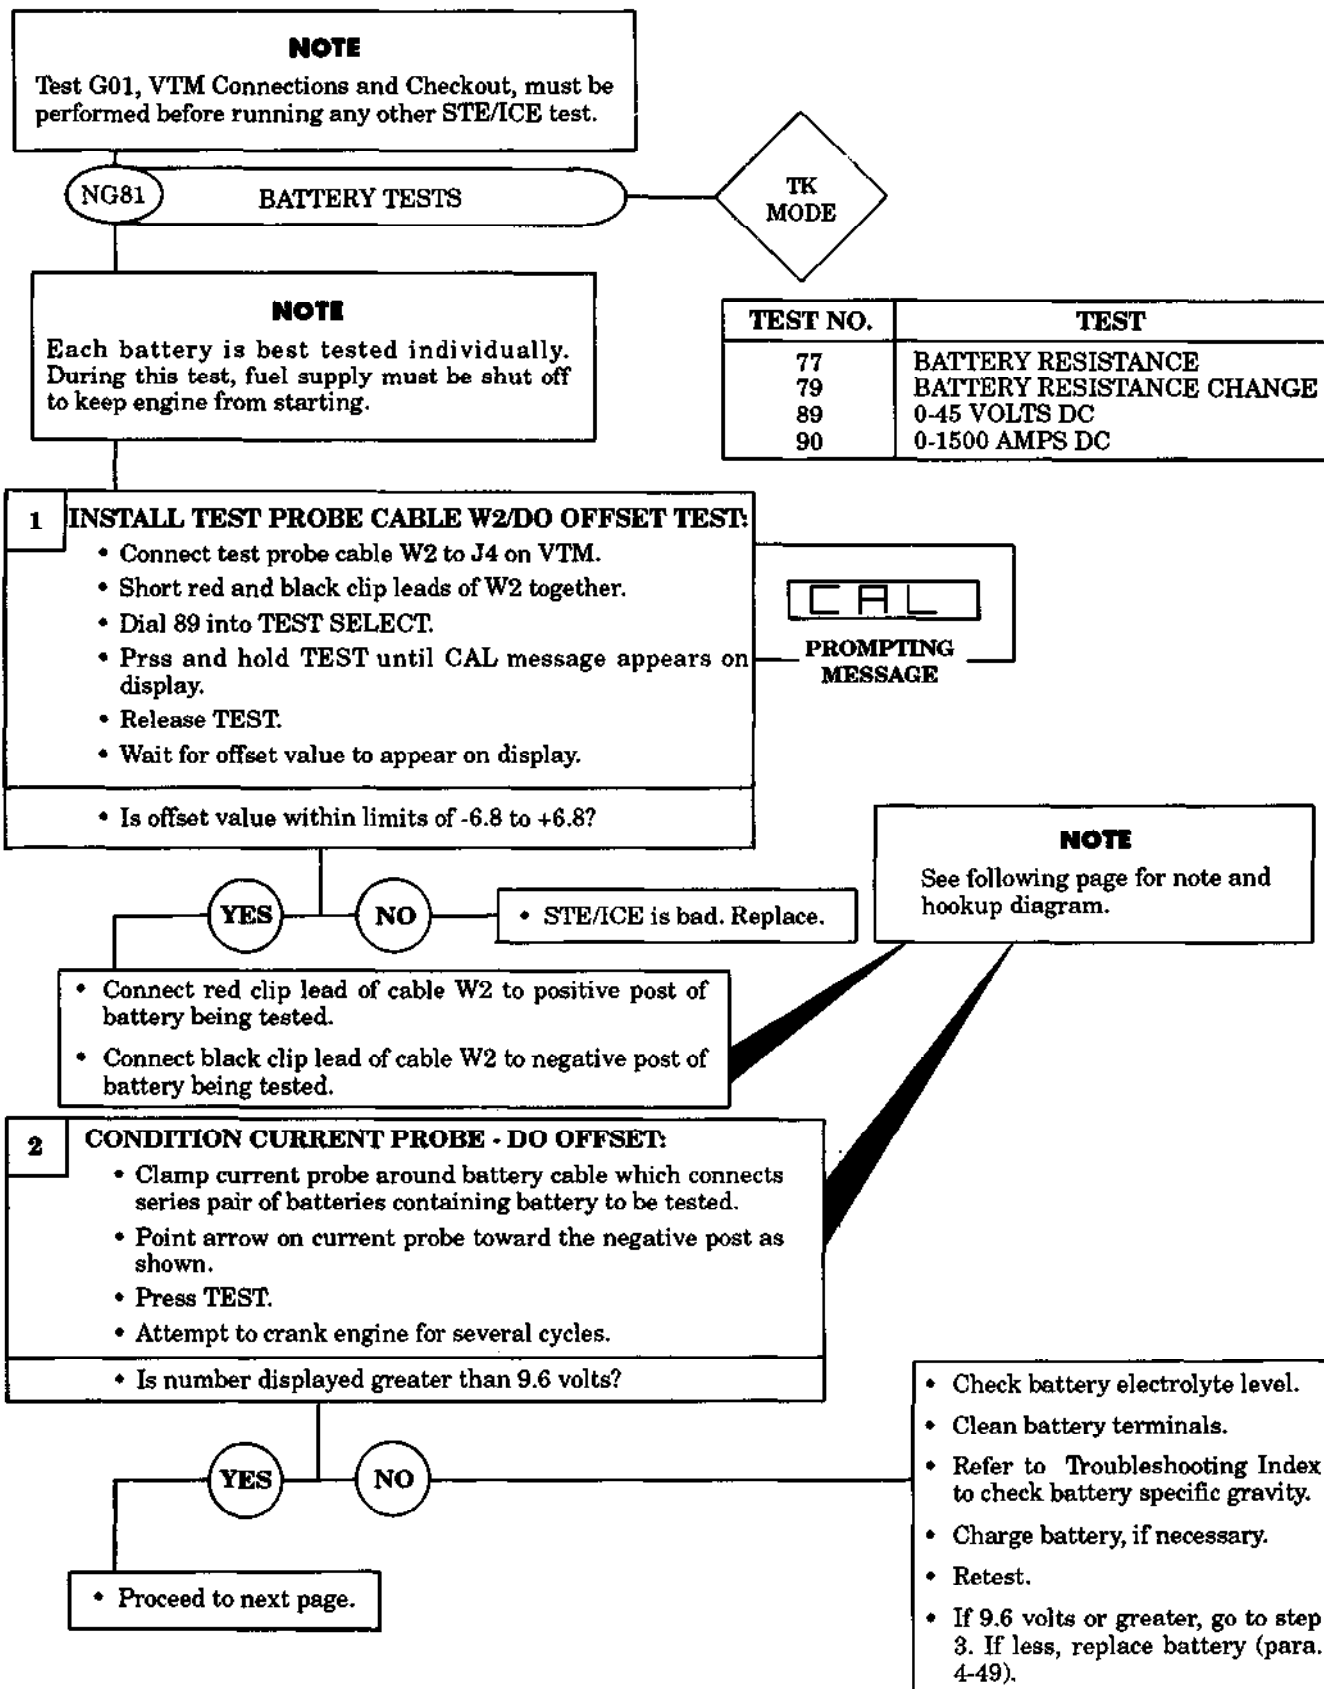 NOTE
Test G01, VTM Connections and Checkout, must be
performed before running any other STE/ICE test.
NG81
BATTERY TESTS
TK
MODE
NOTE
Each battery is best tested individually.
During this test, fuel supply must be shut off
to keep engine from starting.
TEST NO. TEST
77 BATTERY RESISTANCE
79 BATTERY RESISTANCE CHANGE
89 0-45 VOLTS DC
90 0-1500 AMPS DC
1 INSTALL TEST PROBE CABLE W2/DO OFFSET TEST:
• Connect test probe cable W2 to J4 on VTM.
• Short red and black clip leads of W2 together.
• Dial 89 into TEST SELECT.
• Prss and hold TEST until CAL message appears on
display.
• Release TEST.
• Wait for offset value to appear on display.
CAL
PROMPTING
MESSAGE
• Is offset value within limits of -6.8 to +6.8?
YES
NO
• STE/ICE is bad. Replace.
NOTE
See following page for note and
hookup diagram.
• Connect red clip lead of cable W2 to positive post of
battery being tested.
• Connect black clip lead of cable W2 to negative post of
battery being tested.
2 CONDITION CURRENT PROBE - DO OFFSET:
• Clamp current probe around battery cable which connects
series pair of batteries containing battery to be tested.
• Point arrow on current probe toward the negative post as
shown.
• Press TEST.
• Attempt to crank engine for several cycles.
• Is number displayed greater than 9.6 volts?
YES
NO
• Proceed to next page.
• Check battery electrolyte level.
• Clean battery terminals.
• Refer to Troubleshooting Index
to check battery specific gravity.
• Charge battery, if necessary.
• Retest.
• If 9.6 volts or greater, go to step
3. If less, replace battery (para.
4-49).